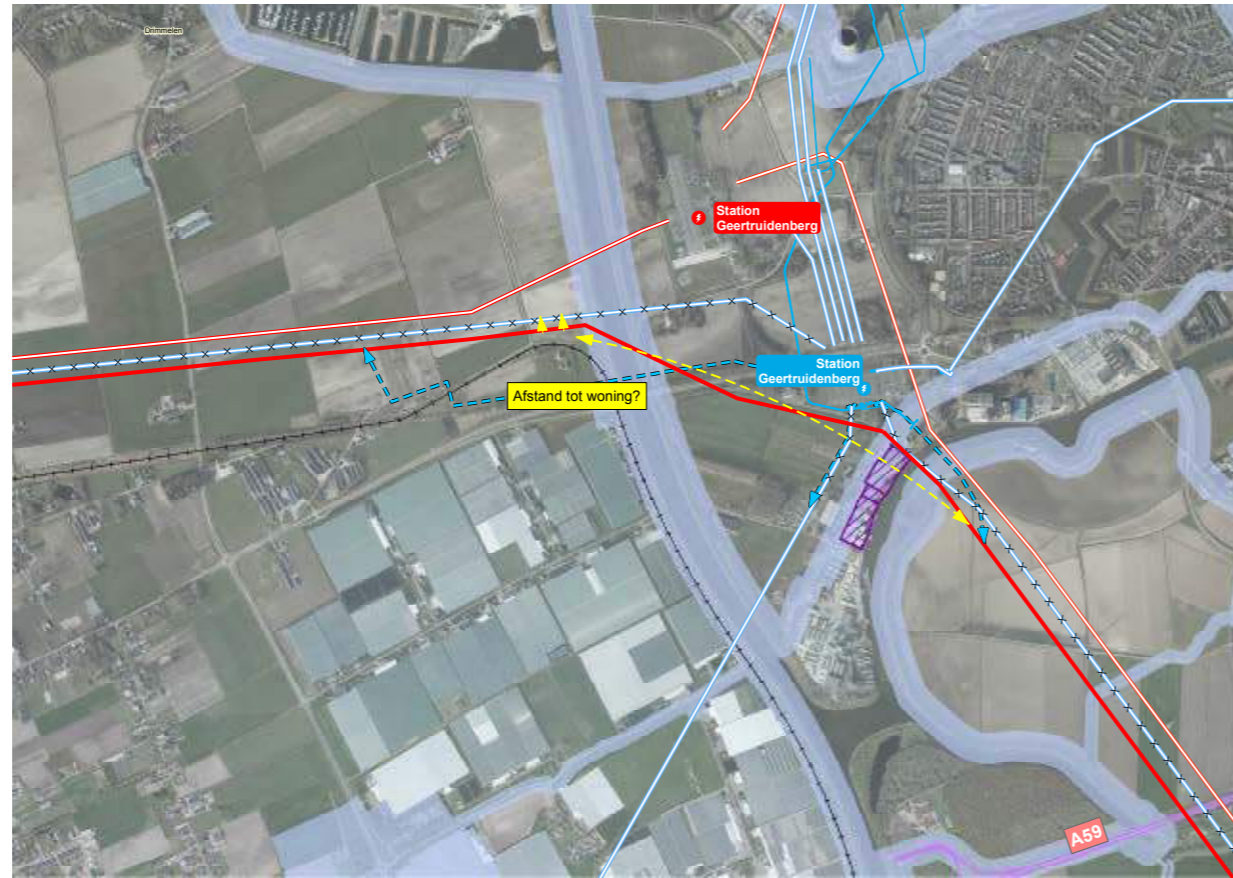 Drimmelen
Station
Geertruidenberg
Station
Geertruidenberg
Afstand tot woning?
A59